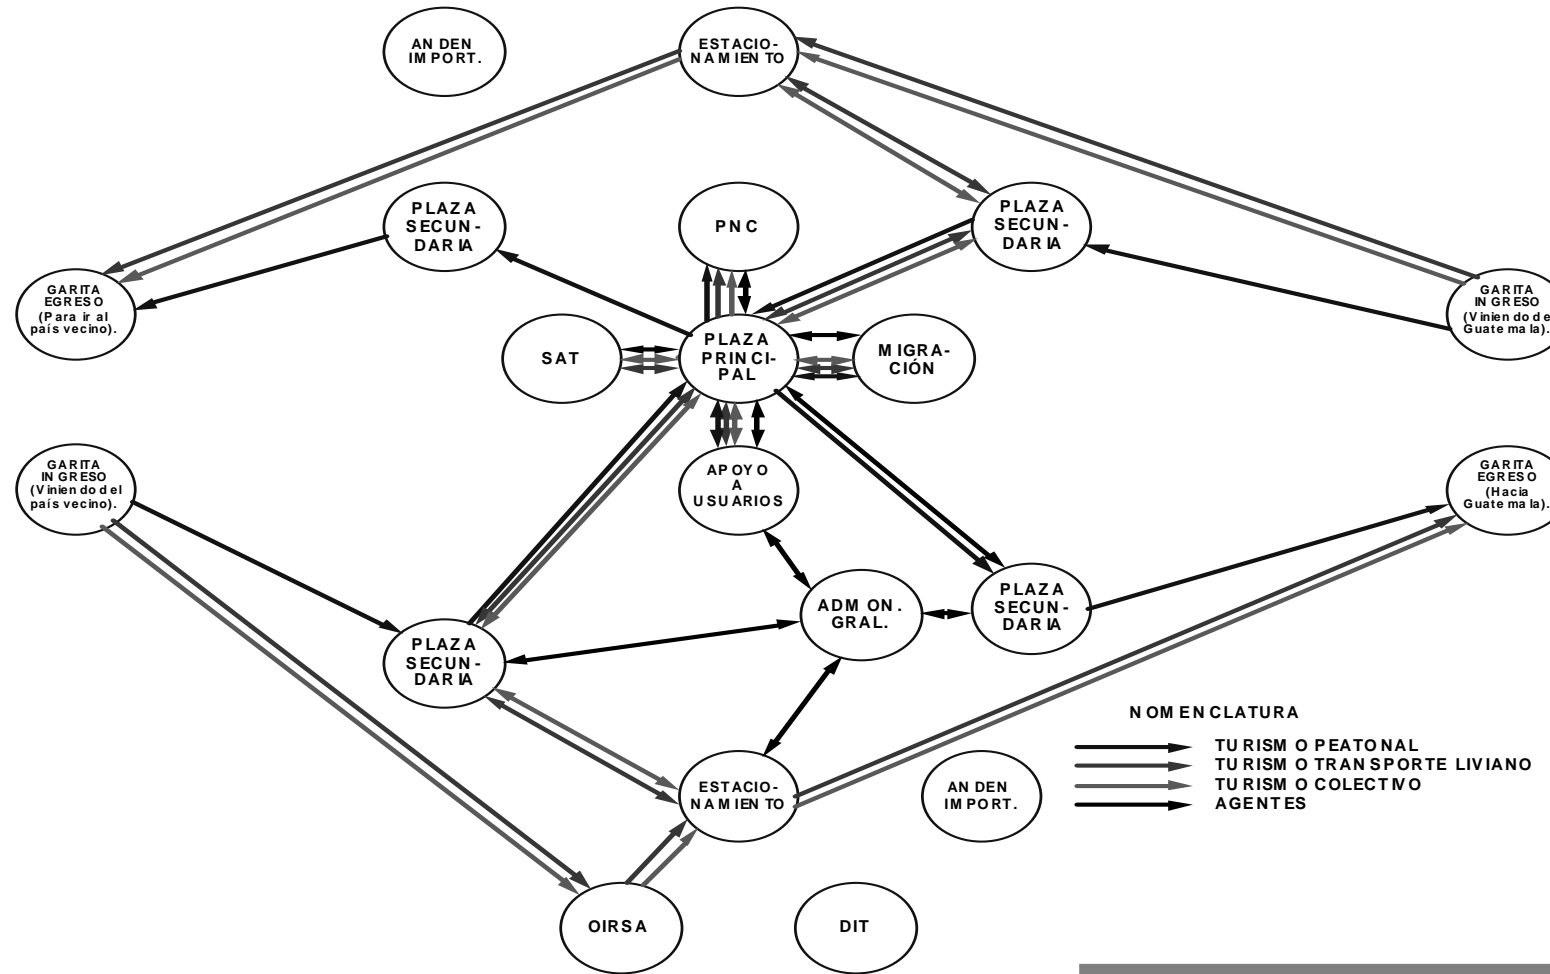 ANDEN
IMPORT.
ESTACIO-
NAMIENTO
PLAZA
SECUN-
DARIA
PNC
PLAZA
SECUN-
DARIA
GARITA
EGRESO
(Para ir al
país vecino).
GARITA
INGRESO
(Viniendo de
Guatemala).
SAT
PLAZA
PRINCI-
PAL
MIGRA-
CIÓN
GARITA
INGRESO
(Viniendo del
país vecino).
APOYO
A
USUARIOS
GARITA
EGRESO
(Hacia
Guatemala).
ADMON.
GRAL.
PLAZA
SECUN-
DARIA
PLAZA
SECUN-
DARIA
NOMENCLATURA
TURISMO PEATONAL
TURISMO TRANSPORTE LIVIANO
TURISMO COLECTIVO
AGENTES
ESTACIO-
NAMIENTO
ANDEN
IMPORT.
OIRSA
DIT